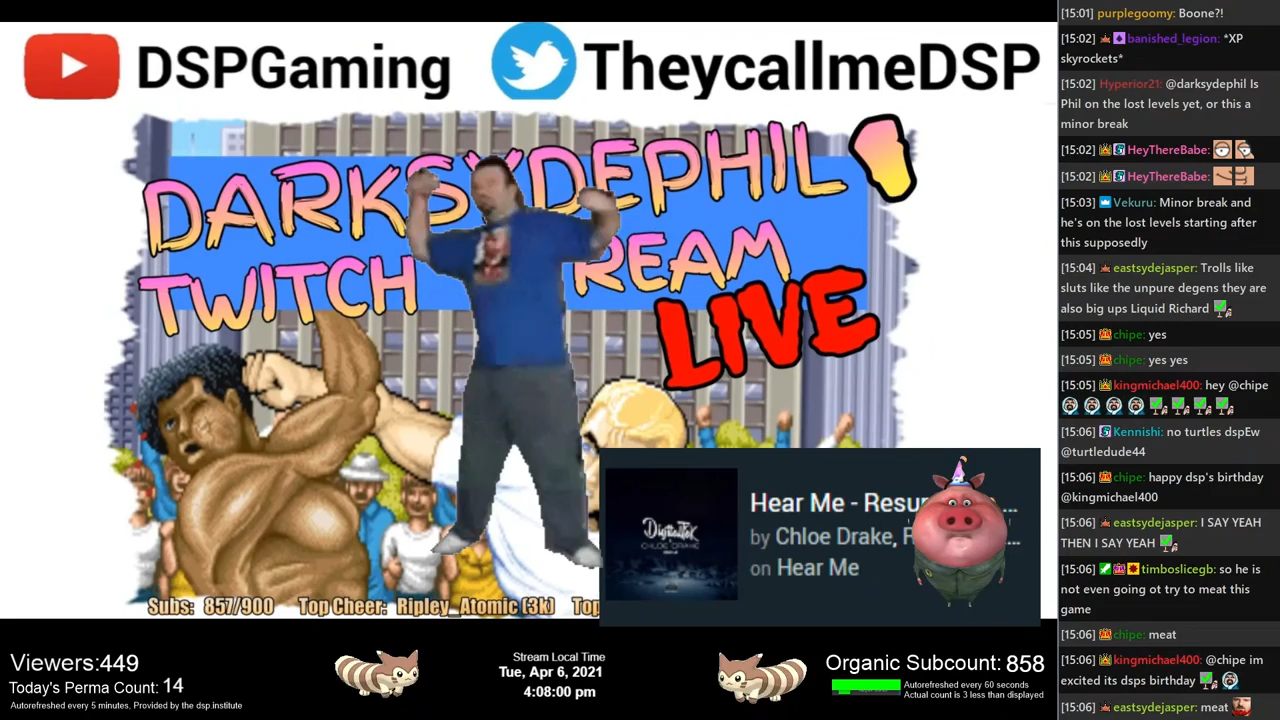 DSPGaming
TheycallmeDSP
DARKSYDEPHIL
TWITCH REAM
LIVE
Subs: 857/900 Top Cheer: Ripley_Atomic (3k) Top
Hear Me - Resu ...
by Chloe Drake, ...
on Hear Me
CHLOE DRAKE
Viewers:449
Today's Perma Count: 14
Autorefreshed every 5 minutes, Provided by the dsp.institute
Stream Local Time
Tue, Apr 6, 2021
4:08:00 pm
Organic Subcount: 858
Autorefreshed every 60 seconds
Actual count is 3 less than displayed
[15:01] purplegoomy: Boone?!
[15:02] banished_legion: *XP
skyrockets*
[15:02] Hyperior21: @darksydephil Is
Phil on the lost levels yet, or this a
minor break
[15:02] HeyThereBabe:
[15:02] HeyThereBabe:
[15:03] Vekuru: Minor break and
he's on the lost levels starting after
this supposedly
[15:04] eastsydejasper: Trolls like
sluts like the unpure degens they are
also big ups Liquid Richard
[15:05] chipe: yes
[15:05] chipe: yes yes
[15:05] kingmichael400: hey @chipe
[15:06] Kennishi: no turtles dspEw
@turtledude44
[15:06] chipe: happy dsp's birthday
@kingmichael400
[15:06] eastsydejasper: I SAY YEAH
THEN I SAY YEAH
[15:06] timboslicegb: so he is
not even going ot try to meat this
game
[15:06] chipe: meat
[15:06] kingmichael400: @chipe im
excited its dsps birthday
[15:06] eastsydejasper: meat